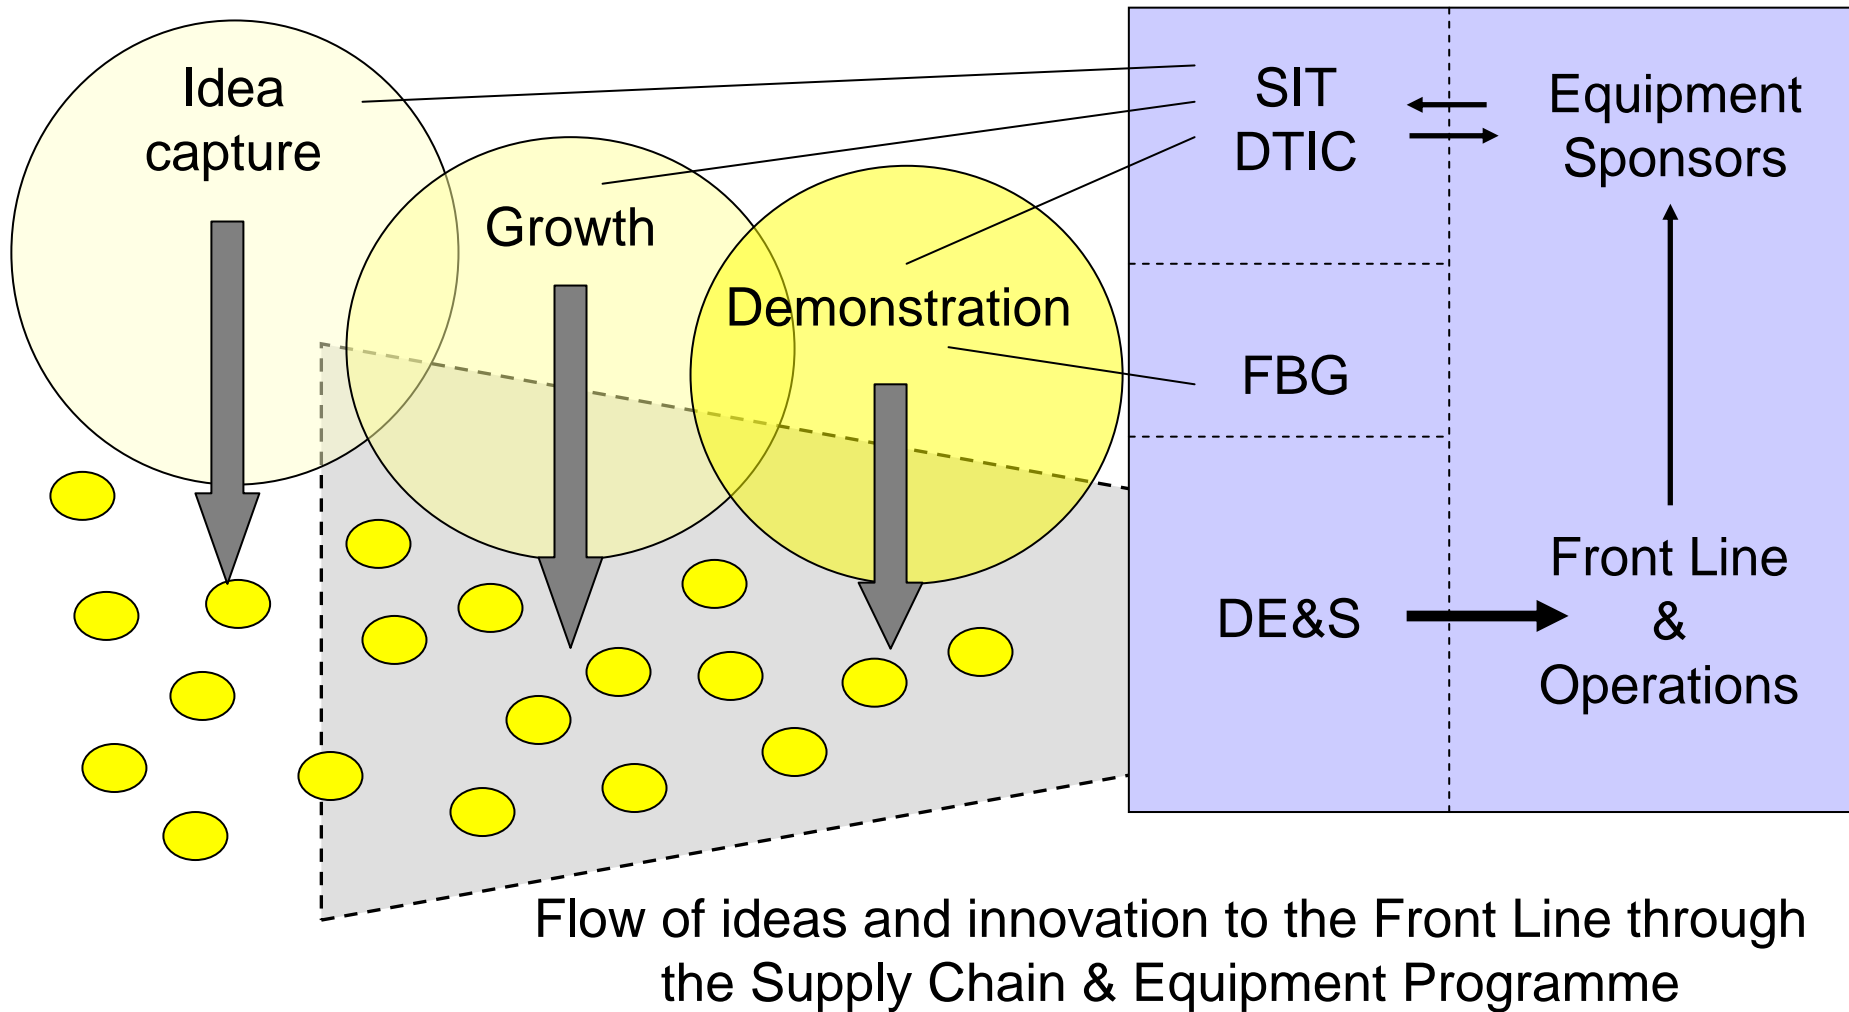 Idea
capture
Growth
Demonstration
SIT
DTIC
Equipment
Sponsors
FBG
DE&S
Front Line
&
Operations
Flow of ideas and innovation to the Front Line through
the Supply Chain & Equipment Programme